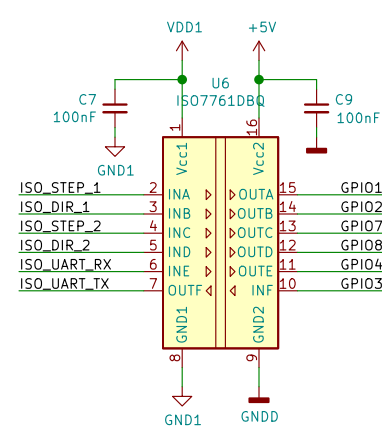 VDD1 +5V
C7 U6 C9
100nF ISO7761DBQ 100nF
1 16
Vcc1 Vcc2
GND1
ISO_STEP_1 2 INA OUTA 15 GPIO1
ISO_DIR_1 3 INB OUTB 14 GPIO2
ISO_STEP_2 4 INC OUTC 13 GPIO7
ISO_DIR_2 5 IND OUTD 12 GPIO8
ISO_UART_RX 6 INE OUTE 11 GPIO4
ISO_UART_TX 7 OUTF INF 10 GPIO3
GND1 GND2
8 9
GND1 GNDD